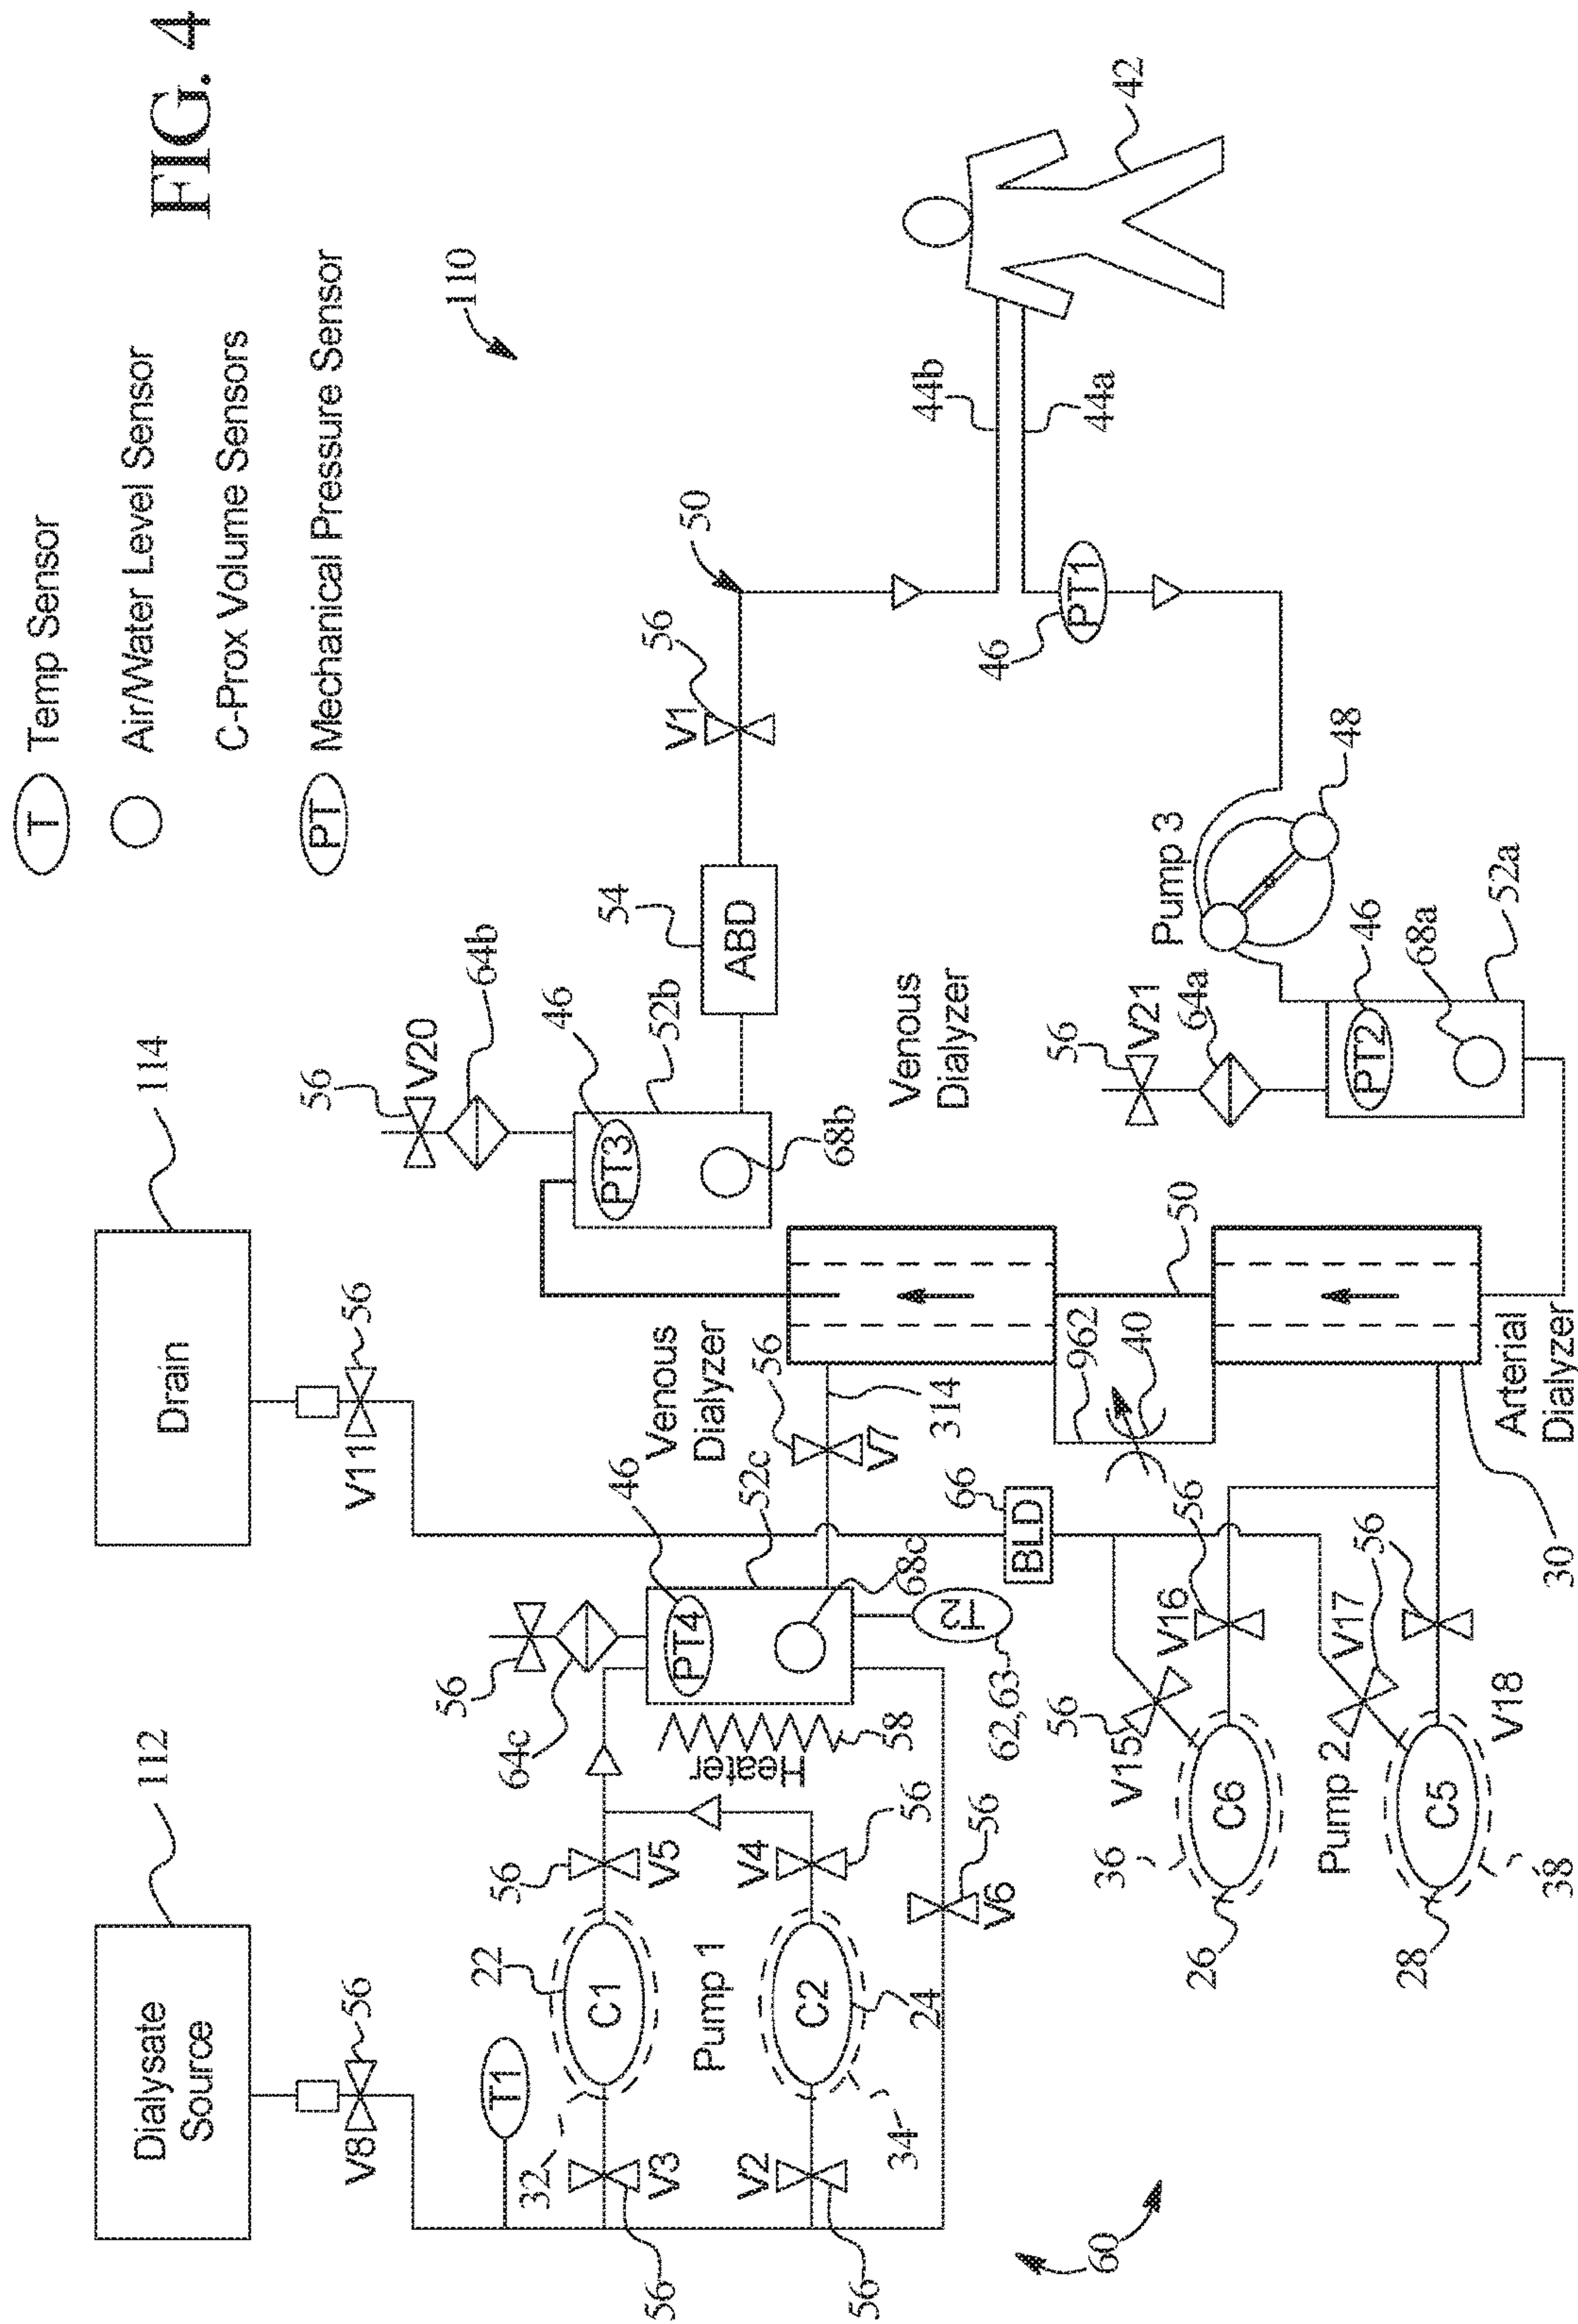 FIG. 4
T Temp Sensor
Air/Water Level Sensor
C-Prox Volume Sensors
PT Mechanical Pressure Sensor
110
112
Dialysate
Source
V8
56
114
Drain
V11
56
T1
32
22
C1
V3
56
56
V5
Pump 1
V2
56
34
C2
24
V4
56
V6
56
60
56
64c
46
PT4
52c
68c
Heater
58
T2
62,63
Venous
Dialyzer
56
V7
314
66
BLD
962
40
50
56
V20
64b
46
PT3
52b
68b
54
ABD
V1
56
50
44b
44a
42
46
PT1
Venous
Dialyzer
56
V21
64a
Pump 3
48
46
PT2
68a
52a
56
V15
V16
56
36
C6
26
Pump 2
V17
56
C5
28
38
V18
30
Arterial
Dialyzer